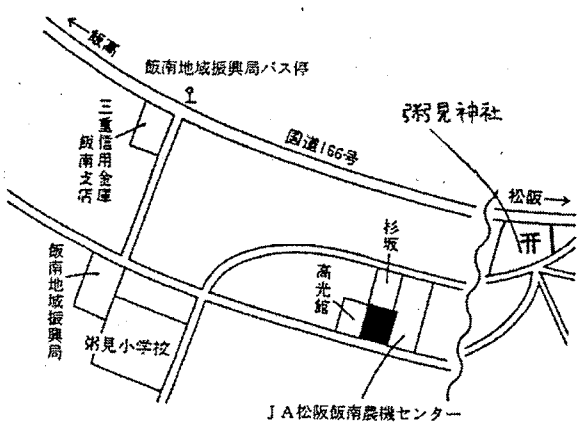 ←飯高
飯南地域振興局バス停
三重信用金庫
飯南支店
国道166号
粥見神社
松阪→
杉坂
高光館
飯南地域振興局
粥見小学校
JA松阪飯南農機センター